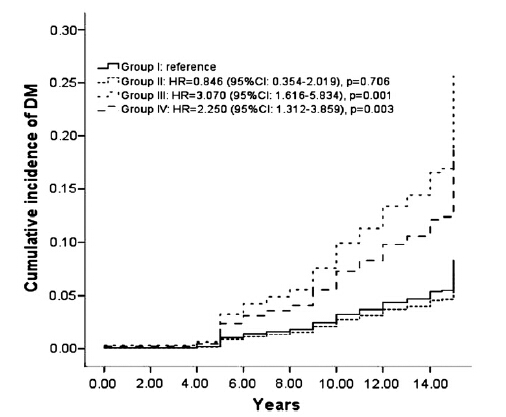 0.30
Group I: reference
Group II: HR=0.846 (95%CI: 0.354-2.019), p=0.706
Group III: HR=3.070 (95%CI: 1.616-5.834), p=0.001
Group IV: HR=2.250 (95%CI: 1.312-3.859), p=0.003
0.25
0.20
0.15
0.10
0.05
0.00
Cumulative incidence of DM
0.00 2.00 4.00 6.00 8.00 10.00 12.00 14.00
Years